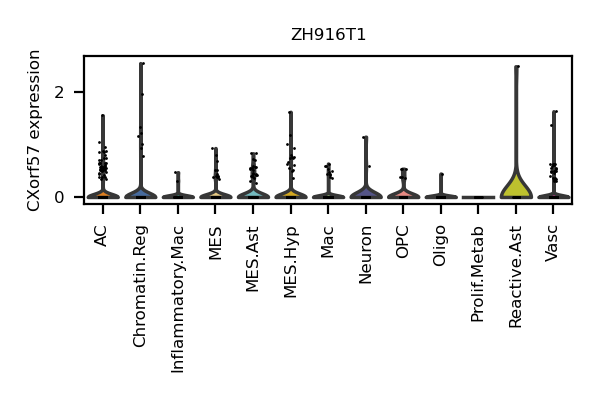 ZH916T1
CXorf57 expression
2
0
AC
Chromatin.Reg
Inflammatory.Mac
MES
MES.Ast
MES.Hyp
Mac
Neuron
OPC
Oligo
Prolif.Metab
Reactive.Ast
Vasc